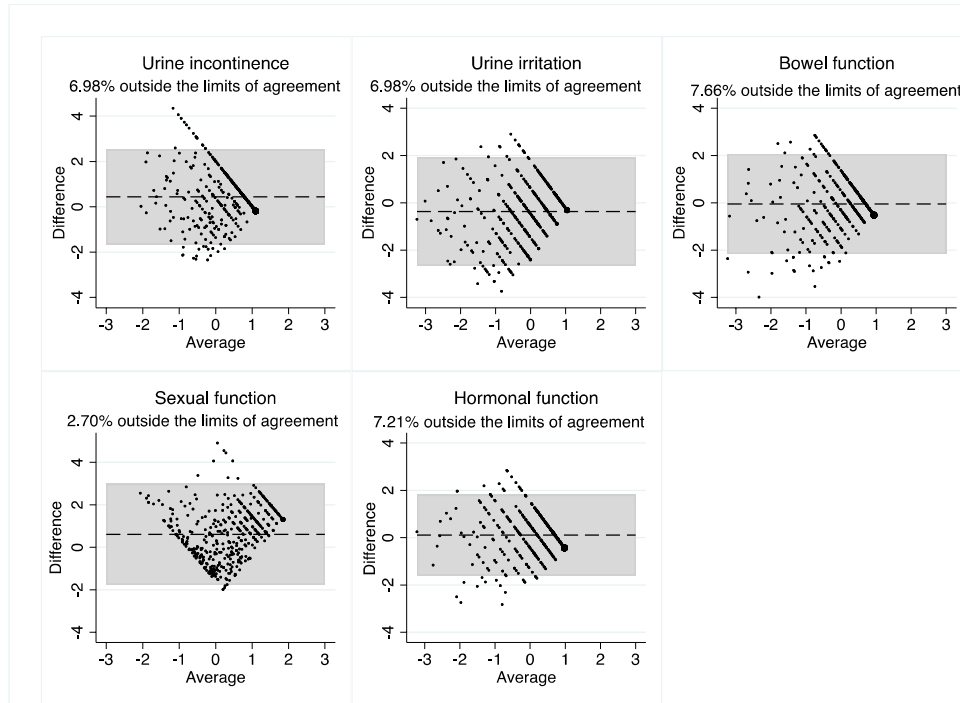 Urine incontinence
6.98% outside the limits of agreement
Difference
4
2
0
-2
-4
-3 -2 -1 0 1 2 3
Average
Urine irritation
6.98% outside the limits of agreement
Difference
4
2
0
-2
-4
-3 -2 -1 0 1 2 3
Average
Bowel function
7.66% outside the limits of agreement
Difference
4
2
0
-2
-4
-3 -2 -1 0 1 2 3
Average
Sexual function
2.70% outside the limits of agreement
Difference
4
2
0
-2
-4
-3 -2 -1 0 1 2 3
Average
Hormonal function
7.21% outside the limits of agreement
Difference
4
2
0
-2
-4
-3 -2 -1 0 1 2 3
Average